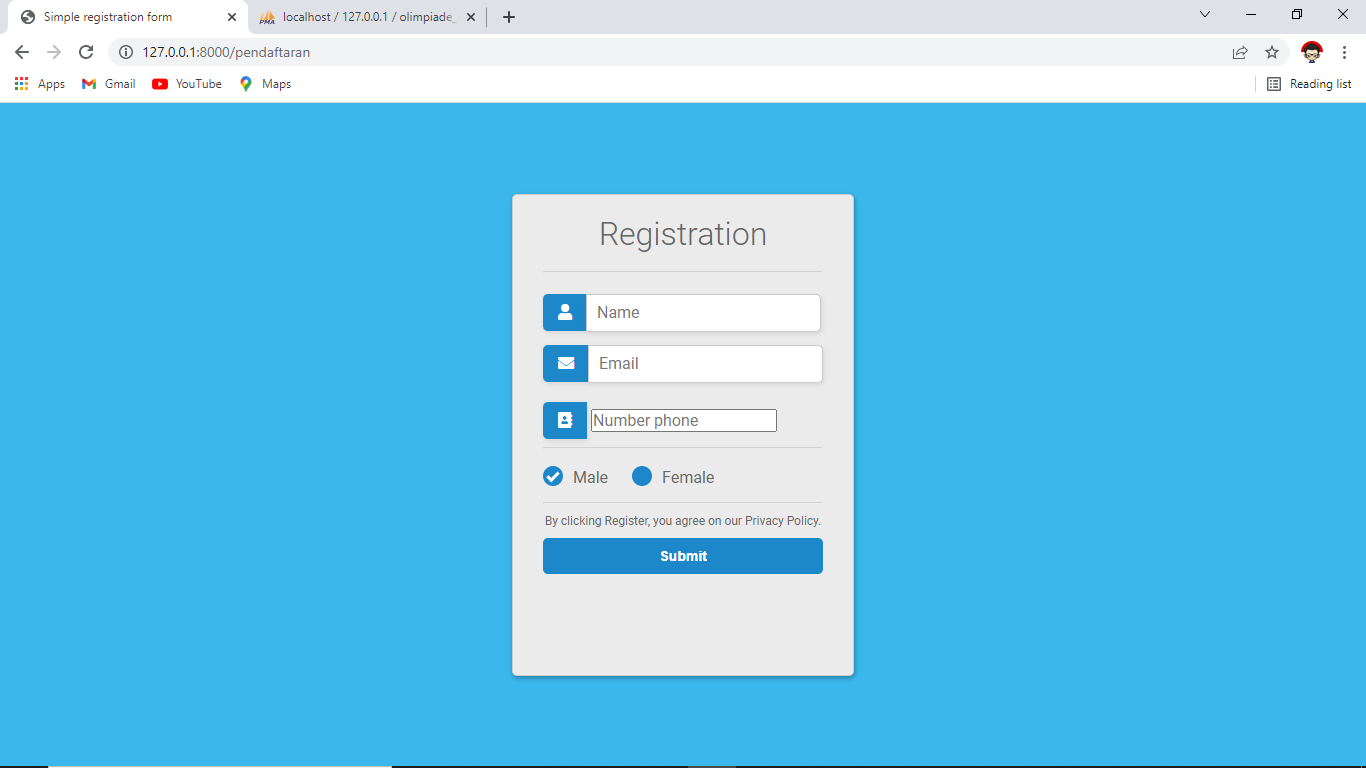 Simple registration form
PMA localhost / 127.0.0.1 / olimpiade_
127.0.0.1:8000/pendaftaran
Apps Gmail YouTube Maps Reading list
Registration
Name
Email
Number phone
Male Female
By clicking Register, you agree on our Privacy Policy.
Submit